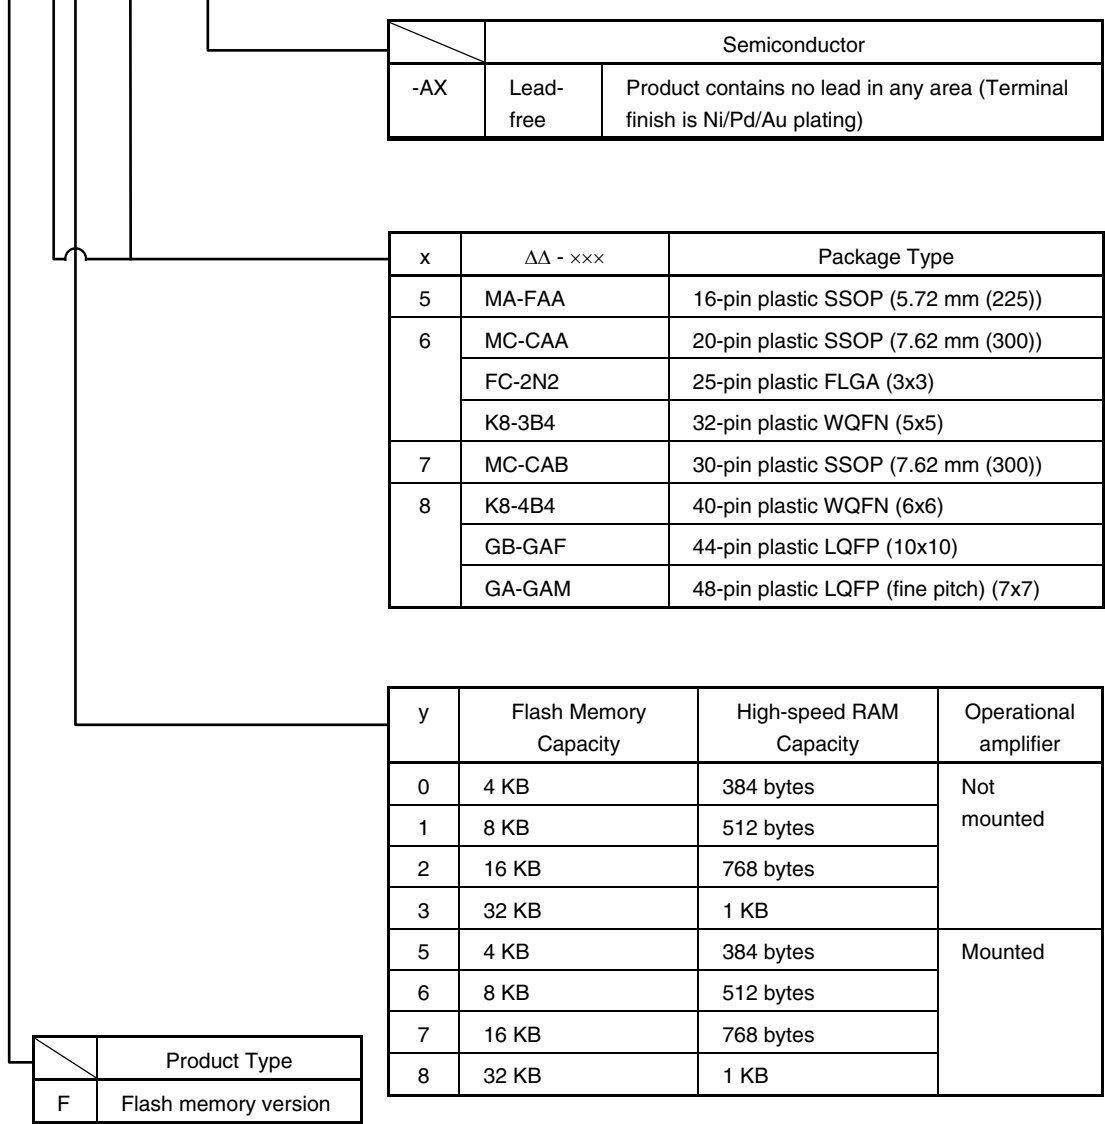 Semiconductor
-AX Lead- Product contains no lead in any area (Terminal
free finish is Ni/Pd/Au plating)
x ΔΔ - ××× Package Type
5 MA-FAA 16-pin plastic SSOP (5.72 mm (225))
6 MC-CAA 20-pin plastic SSOP (7.62 mm (300))
FC-2N2 25-pin plastic FLGA (3x3)
K8-3B4 32-pin plastic WQFN (5x5)
7 MC-CAB 30-pin plastic SSOP (7.62 mm (300))
8 K8-4B4 40-pin plastic WQFN (6x6)
GB-GAF 44-pin plastic LQFP (10x10)
GA-GAM 48-pin plastic LQFP (fine pitch) (7x7)
y Flash Memory High-speed RAM Operational
Capacity Capacity amplifier
0 4 KB 384 bytes Not
1 8 KB 512 bytes mounted
2 16 KB 768 bytes
3 32 KB 1 KB
5 4 KB 384 bytes Mounted
6 8 KB 512 bytes
7 16 KB 768 bytes
8 32 KB 1 KB
Product Type
F Flash memory version